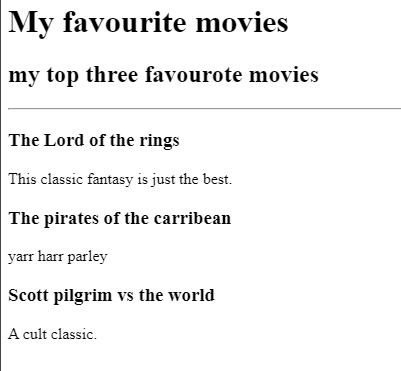 My favourite movies
my top three favourote movies
The Lord of the rings
This classic fantasy is just the best.
The pirates of the carribean
yarr harr parley
Scott pilgrim vs the world
A cult classic.